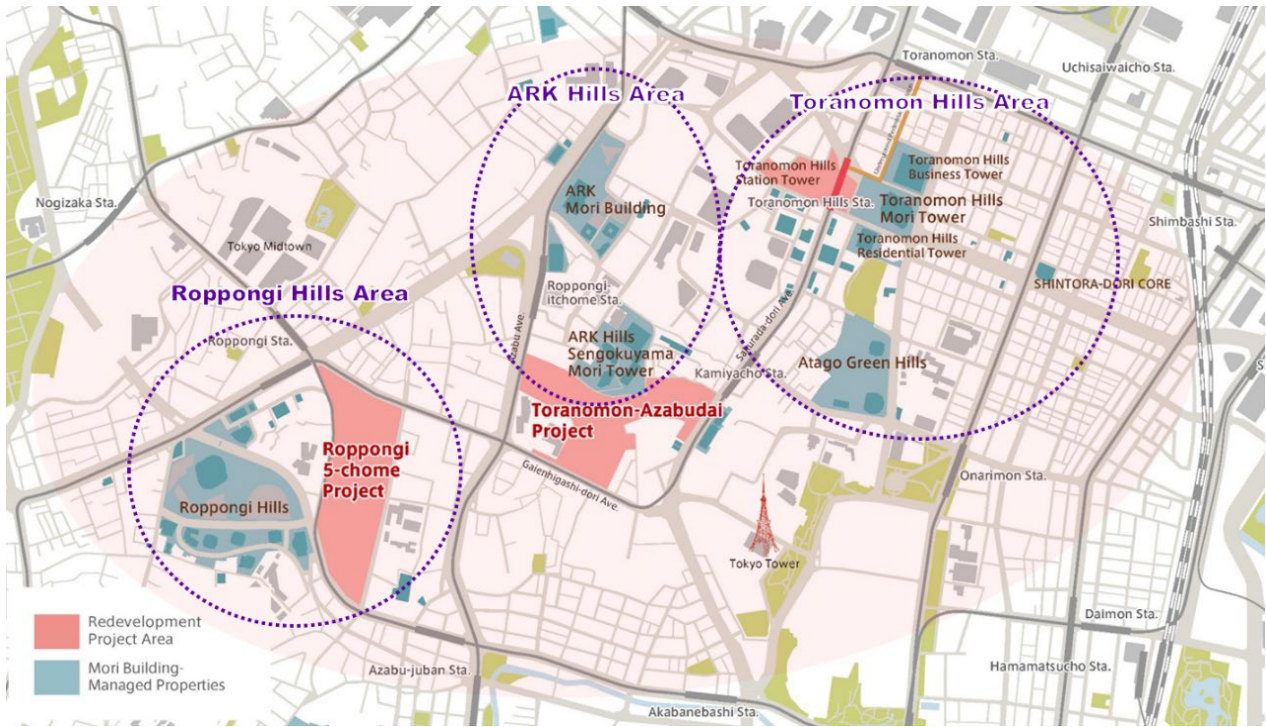 Toranomon Sta.
Uchisaiwaicho Sta.
ARK Hills Area
Toranomon Hills Area
Toranomon Hills
Station Tower
Toranomon Hills
Business Tower
ARK
Mori Building
Toranomon Hills Sta.
Toranomon Hills
Mori Tower
Nogizaka Sta.
Shimbashi Sta.
Tokyo Midtown
Toranomon Hills
Residential Tower
Roppongi-
itchome Sta.
SHINTORA-DORI CORE
Roppongi Hills Area
Roppongi Sta.
Azabu Ave.
Sakurada-dori Ave.
ARK Hills
Sengokuyama
Mori Tower
Kamiyacho Sta.
Atago Green Hills
Toranomon-Azabudai
Project
Roppongi
5-chome
Project
Gaienhigashi-dori Ave.
Onarimon Sta.
Roppongi Hills
Tokyo Tower
Redevelopment
Project Area
Daimon Sta.
Mori Building-
Managed Properties
Azabu-juban Sta.
Hamamatsucho Sta.
Akabanebashi Sta.